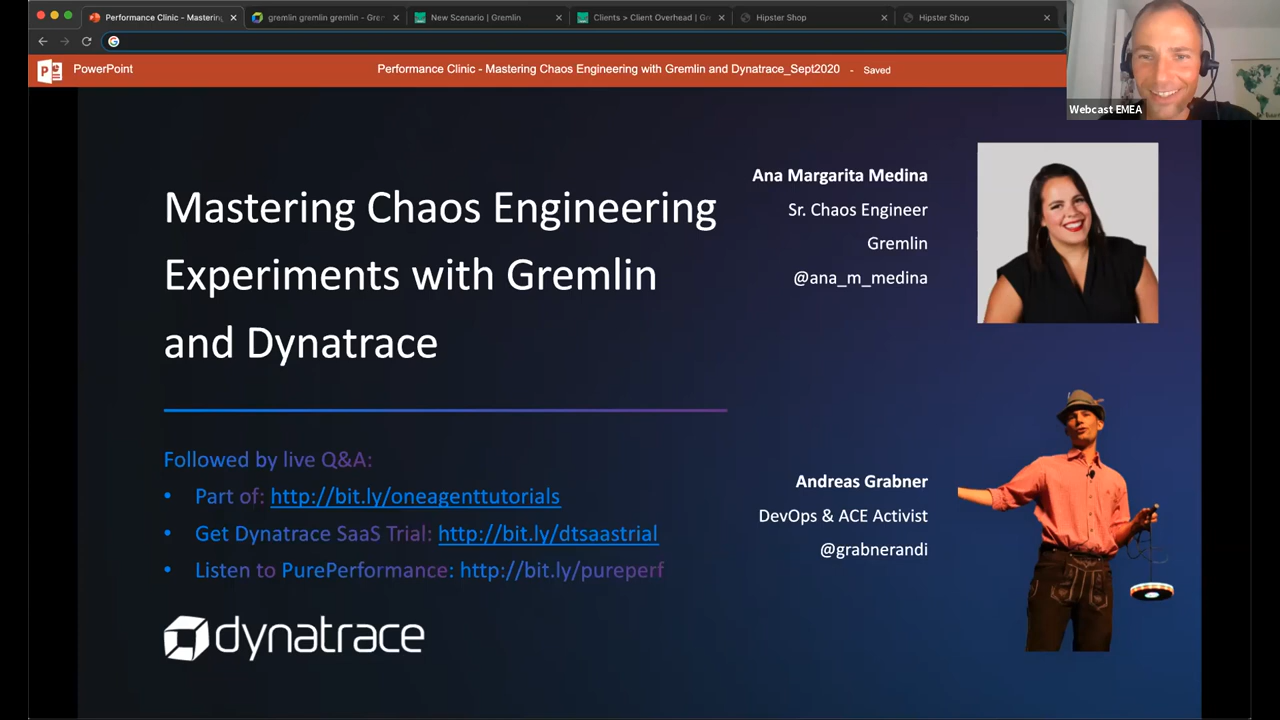 Performance Clinic - Mastering
gremlin gremlin gremlin - Gre
New Scenario | Gremlin
Clients > Client Overhead | Gr
Hipster Shop
Hipster Shop
PowerPoint
Performance Clinic - Mastering Chaos Engineering with Gremlin and Dynatrace_Sept2020 - Saved
Webcast EMEA
Mastering Chaos Engineering
Experiments with Gremlin
and Dynatrace
Ana Margarita Medina
Sr. Chaos Engineer
Gremlin
@ana_m_medina
Followed by live Q&A:
• Part of: http://bit.ly/oneagenttutorials
• Get Dynatrace SaaS Trial: http://bit.ly/dtsaastrial
• Listen to PurePerformance: http://bit.ly/pureperf
Andreas Grabner
DevOps & ACE Activist
@grabnerandi
dynatrace